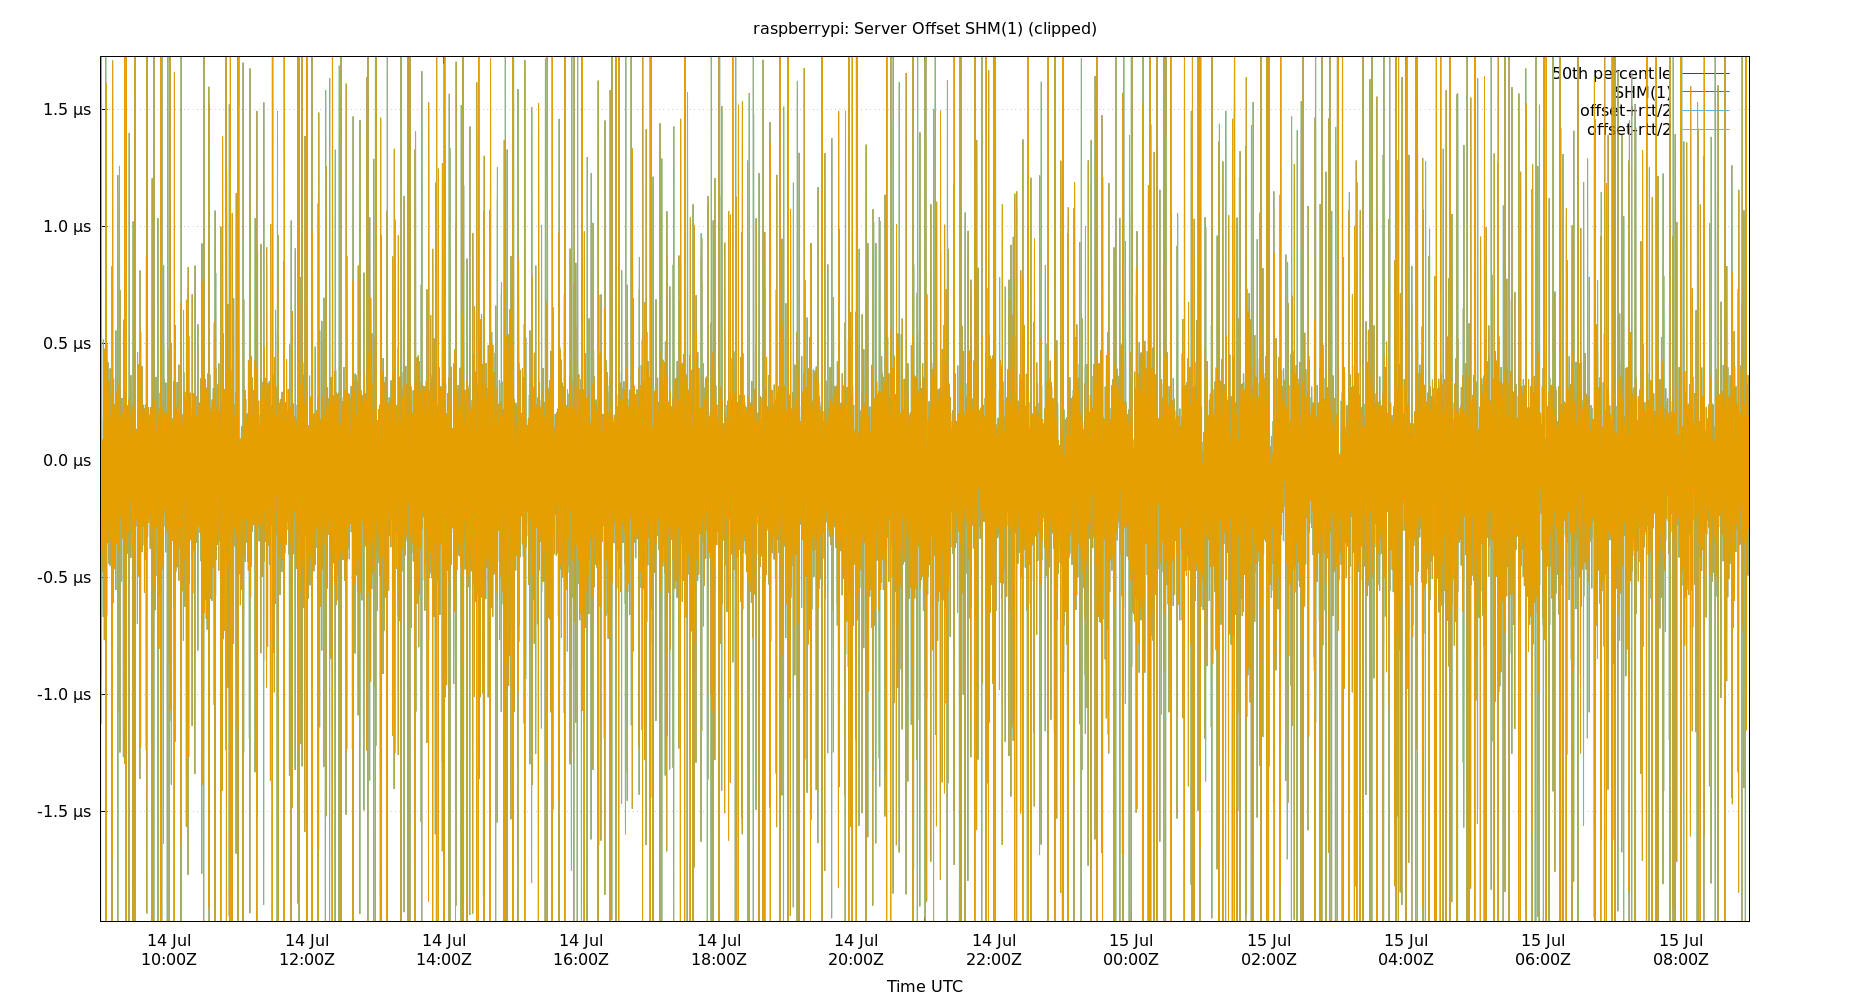 raspberrypi: Server Offset SHM(1) (clipped)
50th percentile
SHM(1)
offset+rtt/2
offset-rtt/2
1.5 µs
1.0 µs
0.5 µs
0.0 µs
-0.5 µs
-1.0 µs
-1.5 µs
14 Jul 14 Jul 14 Jul 14 Jul 14 Jul 14 Jul 14 Jul 15 Jul 15 Jul 15 Jul 15 Jul 15 Jul
10:00Z 12:00Z 14:00Z 16:00Z 18:00Z 20:00Z 22:00Z 00:00Z 02:00Z 04:00Z 06:00Z 08:00Z
Time UTC